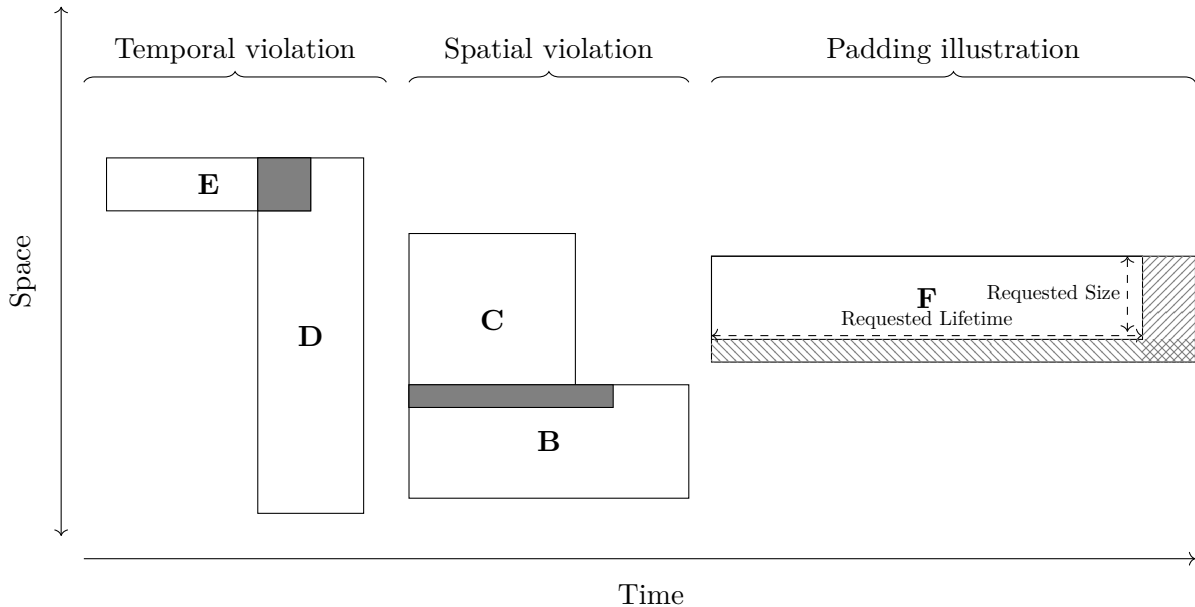 Temporal violation
Spatial violation
Padding illustration
Space
E
D
C
B
F
Requested Size
Requested Lifetime
Time